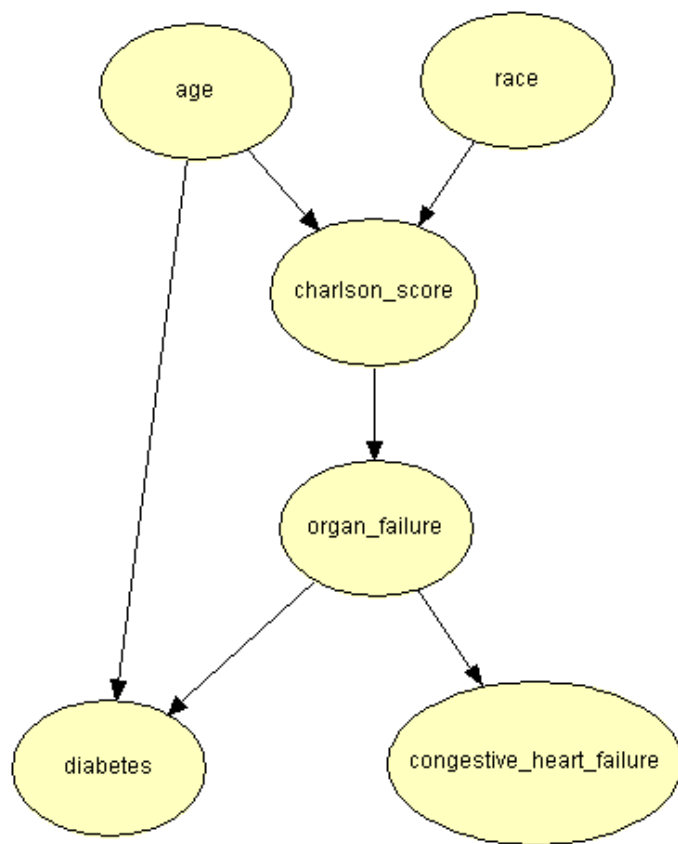 age
race
charlson_score
organ_failure
diabetes
congestive_heart_failure